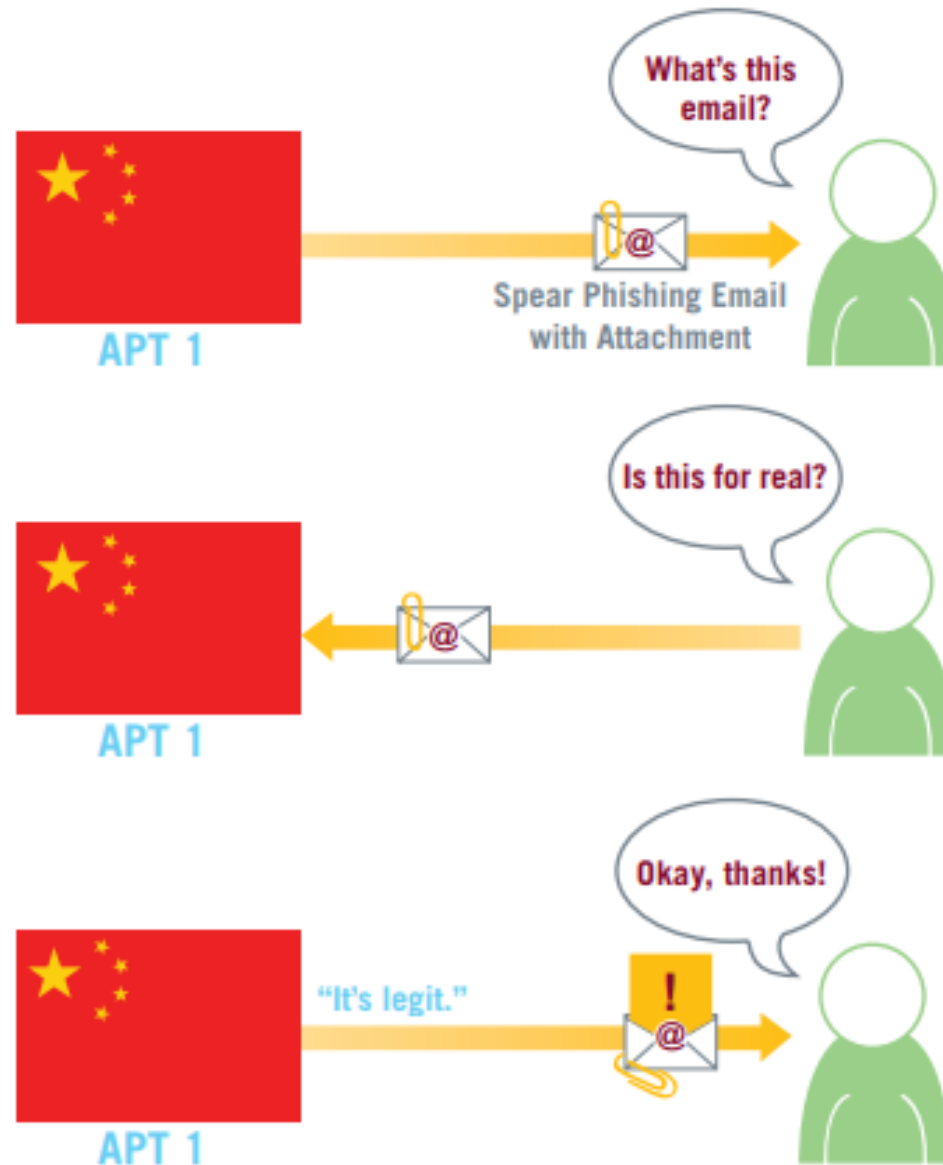 What's this
email?
@
Spear Phishing Email
with Attachment
APT 1
Is this for real?
@
APT 1
Okay, thanks!
"It's legit."
!
@
APT 1